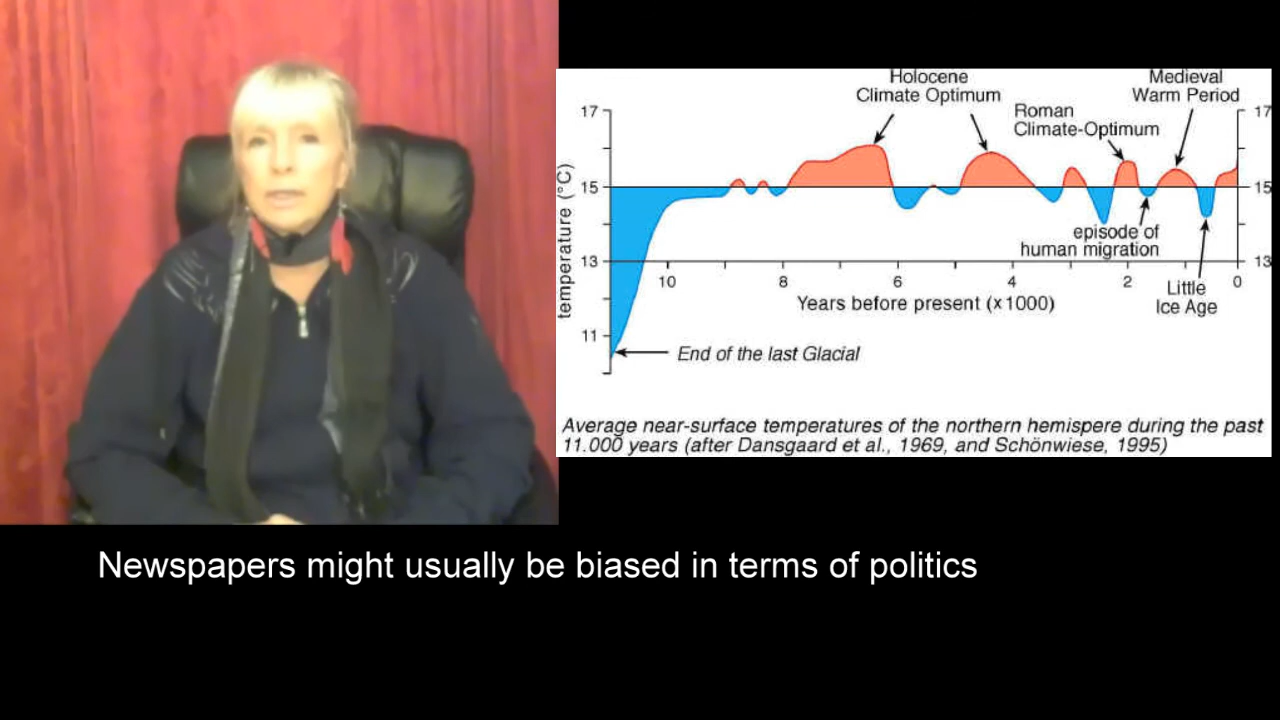 Holocene
Climate Optimum
Medieval
Warm Period
Roman
Climate-Optimum
17
17
15
15
13
13
11
temperature (°C)
episode of
human migration
10
8
6
4
2
0
Years before present (x1000)
Little
Ice Age
End of the last Glacial
Average near-surface temperatures of the northern hemispere during the past
11.000 years (after Dansgaard et al., 1969, and Schönwiese, 1995)
Newspapers might usually be biased in terms of politics